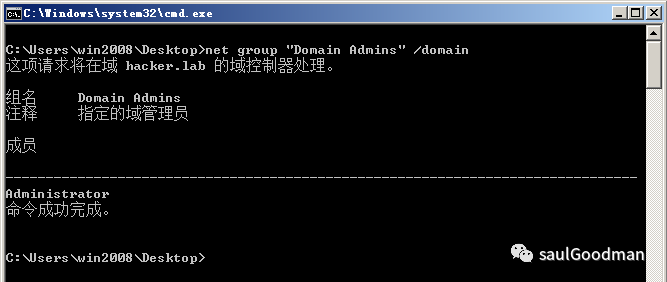 C:\Windows\system32\cmd.exe
C:\Users\win2008\Desktop>net group "Domain Admins" /domain
这项请求将在域 hacker.lab 的域控制器处理。
组名     Domain Admins
注释     指定的域管理员
成员
-------------------------------------------------------------------------------
Administrator
命令成功完成。
C:\Users\win2008\Desktop>
saulGoodman